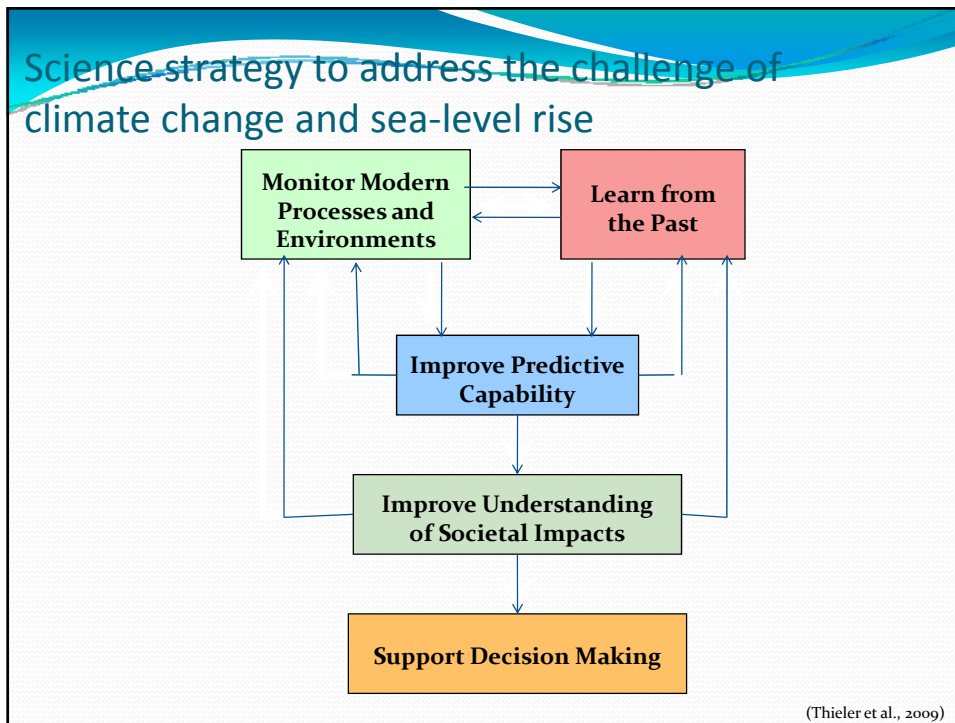 Science strategy to address the challenge of
climate change and sea-level rise
Monitor Modern
Processes and
Environments
Learn from
the Past
Improve Predictive
Capability
Improve Understanding
of Societal Impacts
Support Decision Making
(Thieler et al., 2009)